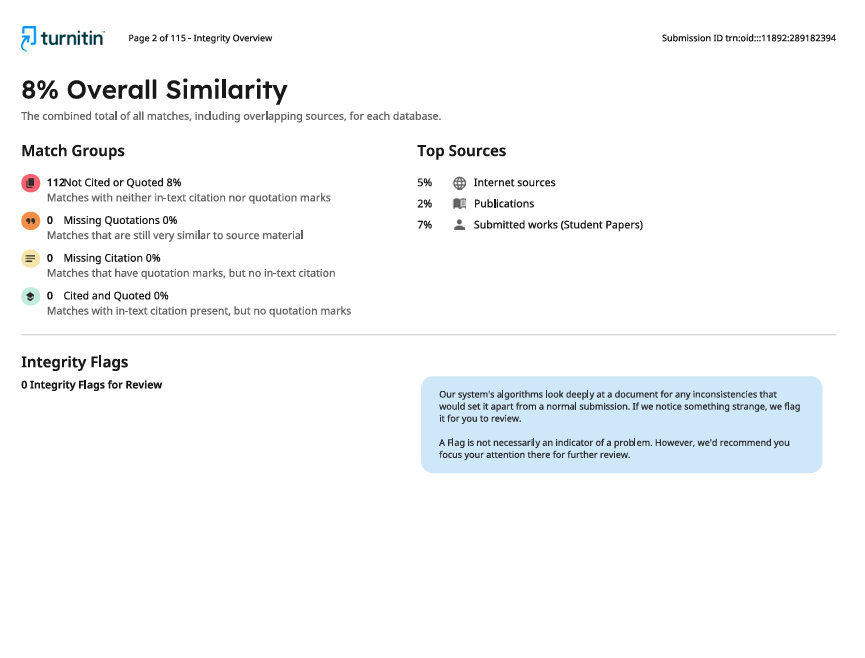 turnitin
Page 2 of 115 - Integrity Overview
Submission ID trn:oid:::11892:289182394
8% Overall Similarity
The combined total of all matches, including overlapping sources, for each database.
Match Groups
112Not Cited or Quoted 8%
Matches with neither in-text citation nor quotation marks
0 Missing Quotations 0%
Matches that are still very similar to source material
0 Missing Citation 0%
Matches that have quotation marks, but no in-text citation
0 Cited and Quoted 0%
Matches with in-text citation present, but no quotation marks
Top Sources
5% Internet sources
2% Publications
7% Submitted works (Student Papers)
Integrity Flags
0 Integrity Flags for Review
Our system's algorithms look deeply at a document for any inconsistencies that
would set it apart from a normal submission. If we notice something strange, we flag
it for you to review.
A Flag is not necessarily an indicator of a problem. However, we'd recommend you
focus your attention there for further review.